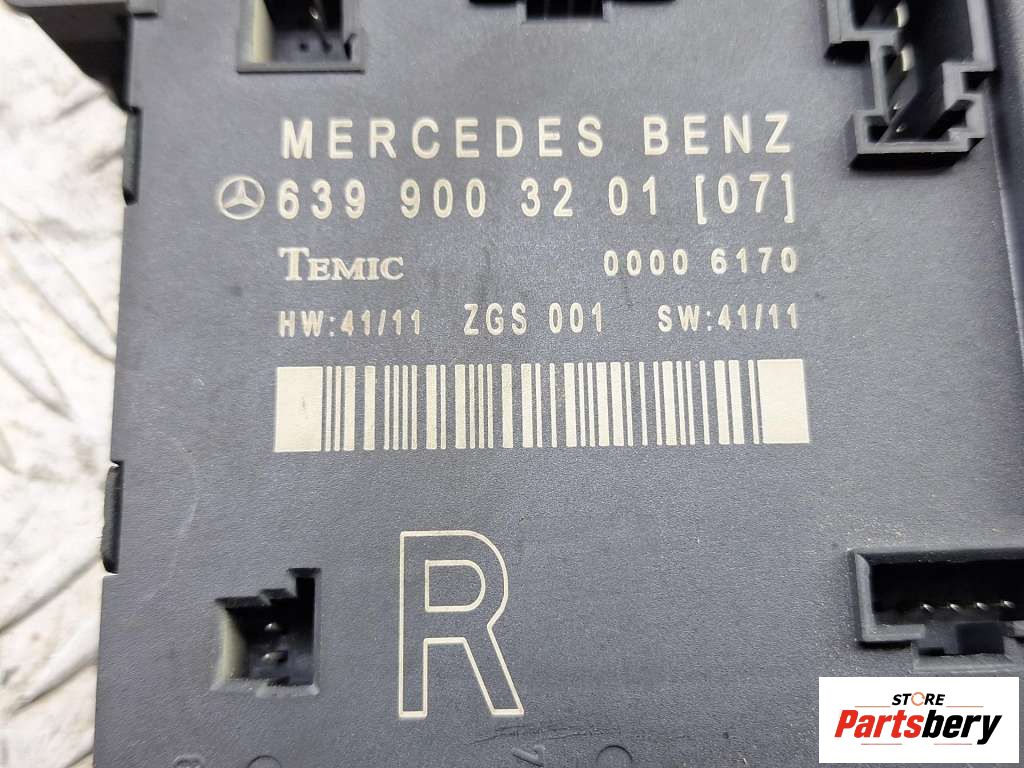 MERCEDES BENZ
639 900 32 01 [07]
TEMIC 0000 6170
HW:41/11 ZGS 001 SW:41/11
R
STORE
Partsbery